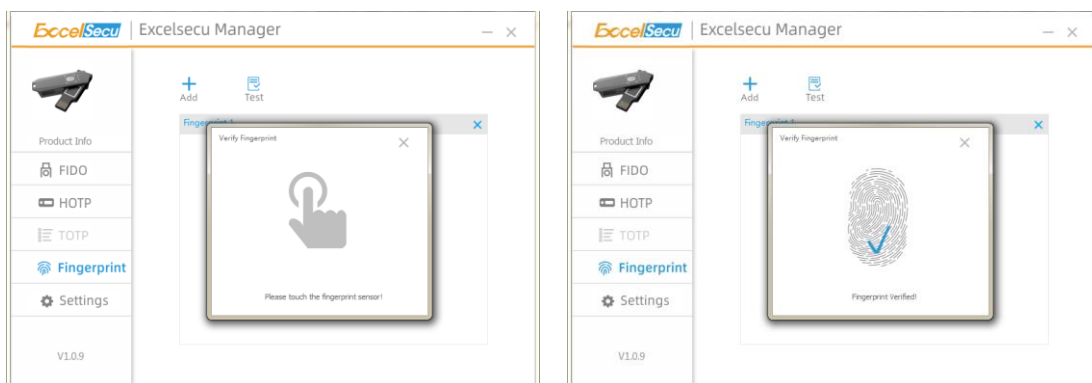 ExcelSecu Excelsecu Manager
Add Test
Fingerprint 1
Verify Fingerprint
Product Info
FIDO
HOTP
TOTP
Fingerprint
Settings
Please touch the fingerprint sensor!
V1.0.9
ExcelSecu Excelsecu Manager
Add Test
Verify Fingerprint
Product Info
FIDO
HOTP
TOTP
Fingerprint
Settings
Fingerprint Verified!
V1.0.9